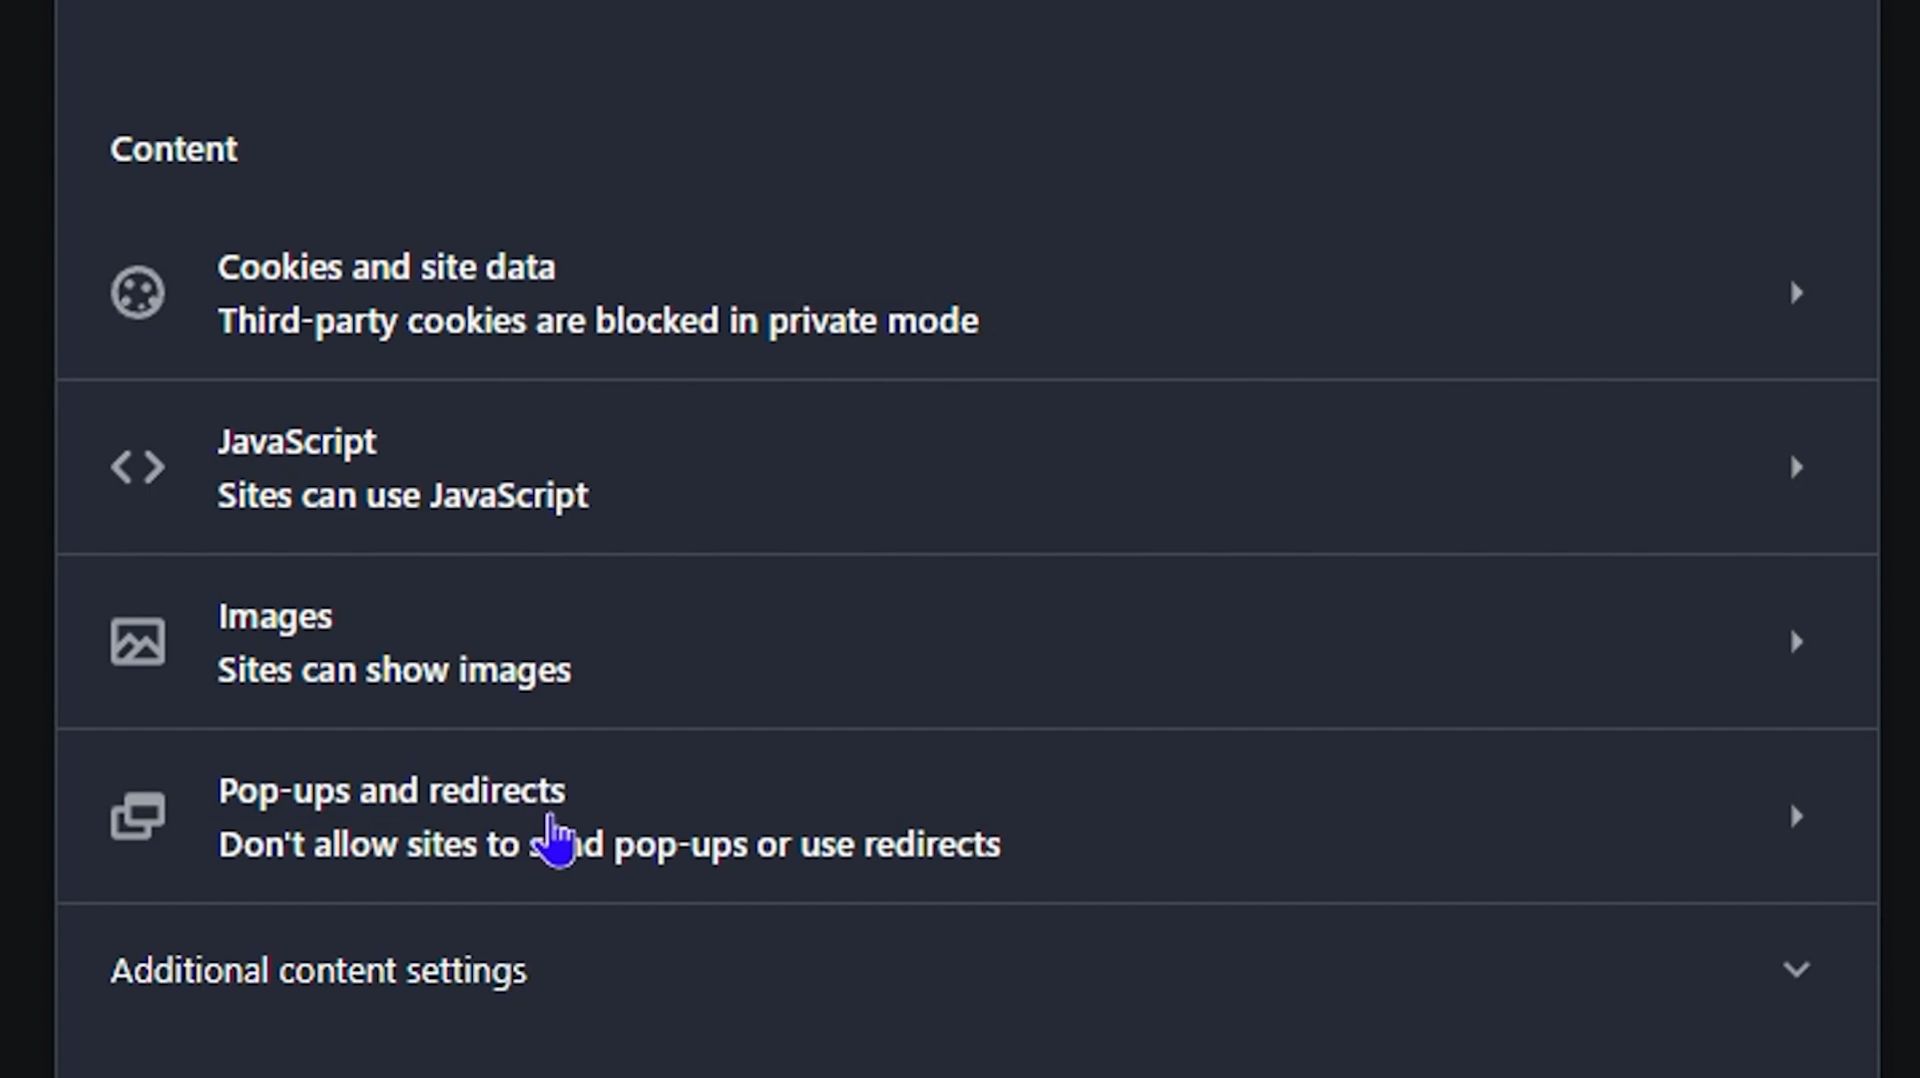 Content
Cookies and site data
Third-party cookies are blocked in private mode
JavaScript
Sites can use JavaScript
Images
Sites can show images
Pop-ups and redirects
Don't allow sites to send pop-ups or use redirects
Additional content settings